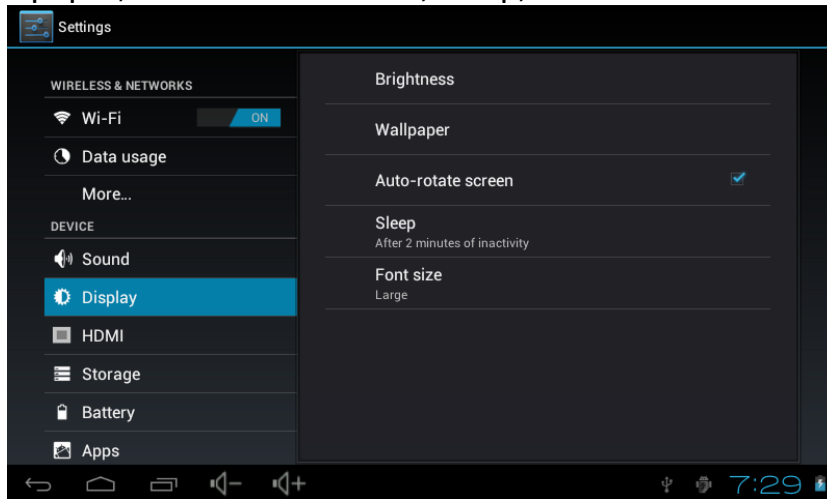 Settings
WIRELESS & NETWORKS
Wi-Fi ON
Data usage
More...
DEVICE
Sound
Display
HDMI
Storage
Battery
Apps
Brightness
Wallpaper
Auto-rotate screen
Sleep
After 2 minutes of inactivity
Font size
Large
7:29